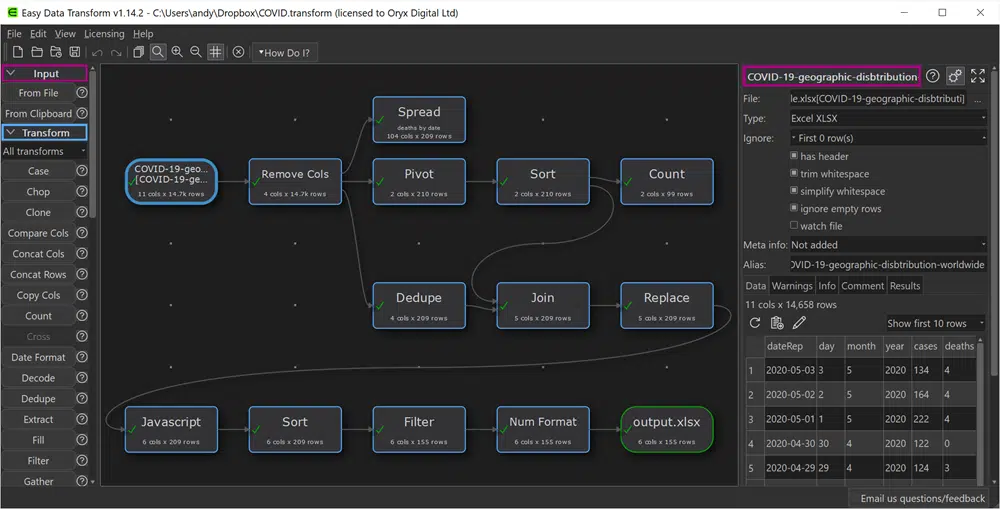 Easy Data Transform v1.14.2 - C:\Users\andy\Dropbox\COVID.transform (licensed to Oryx Digital Ltd)
File Edit View Licensing Help
How Do I?
Input
From File
From Clipboard
Transform
All transforms
Case
Chop
Clone
Compare Cols
Concat Cols
Concat Rows
Copy Cols
Count
Cross
Date Format
Decode
Dedupe
Extract
Fill
Filter
Gather
Spread
deaths by date
104 cols x 209 rows
COVID-19-geo...
[COVID-19-ge...
11 cols x 14.7k rows
Remove Cols
4 cols x 14.7k rows
Pivot
2 cols x 210 rows
Sort
2 cols x 210 rows
Count
2 cols x 99 rows
Dedupe
4 cols x 209 rows
Join
5 cols x 209 rows
Replace
5 cols x 209 rows
Javascript
6 cols x 209 rows
Sort
6 cols x 209 rows
Filter
6 cols x 155 rows
Num Format
6 cols x 155 rows
output.xlsx
6 cols x 155 rows
COVID-19-geographic-disbtribution
File: le.xlsx[COVID-19-geographic-disbtributi] ...
Type: Excel XLSX
Ignore: First 0 row(s)
has header
trim whitespace
simplify whitespace
ignore empty rows
watch file
Meta info: Not added
Alias: OVID-19-geographic-disbtribution-worldwide
Data Warnings Info Comment Results
11 cols x 14,658 rows
Show first 10 rows
dateRep day month year cases deaths
1 2020-05-03 3 5 2020 134 4
2 2020-05-02 2 5 2020 164 4
3 2020-05-01 1 5 2020 222 4
4 2020-04-30 30 4 2020 122 0
5 2020-04-29 29 4 2020 124 3
Email us questions/feedback